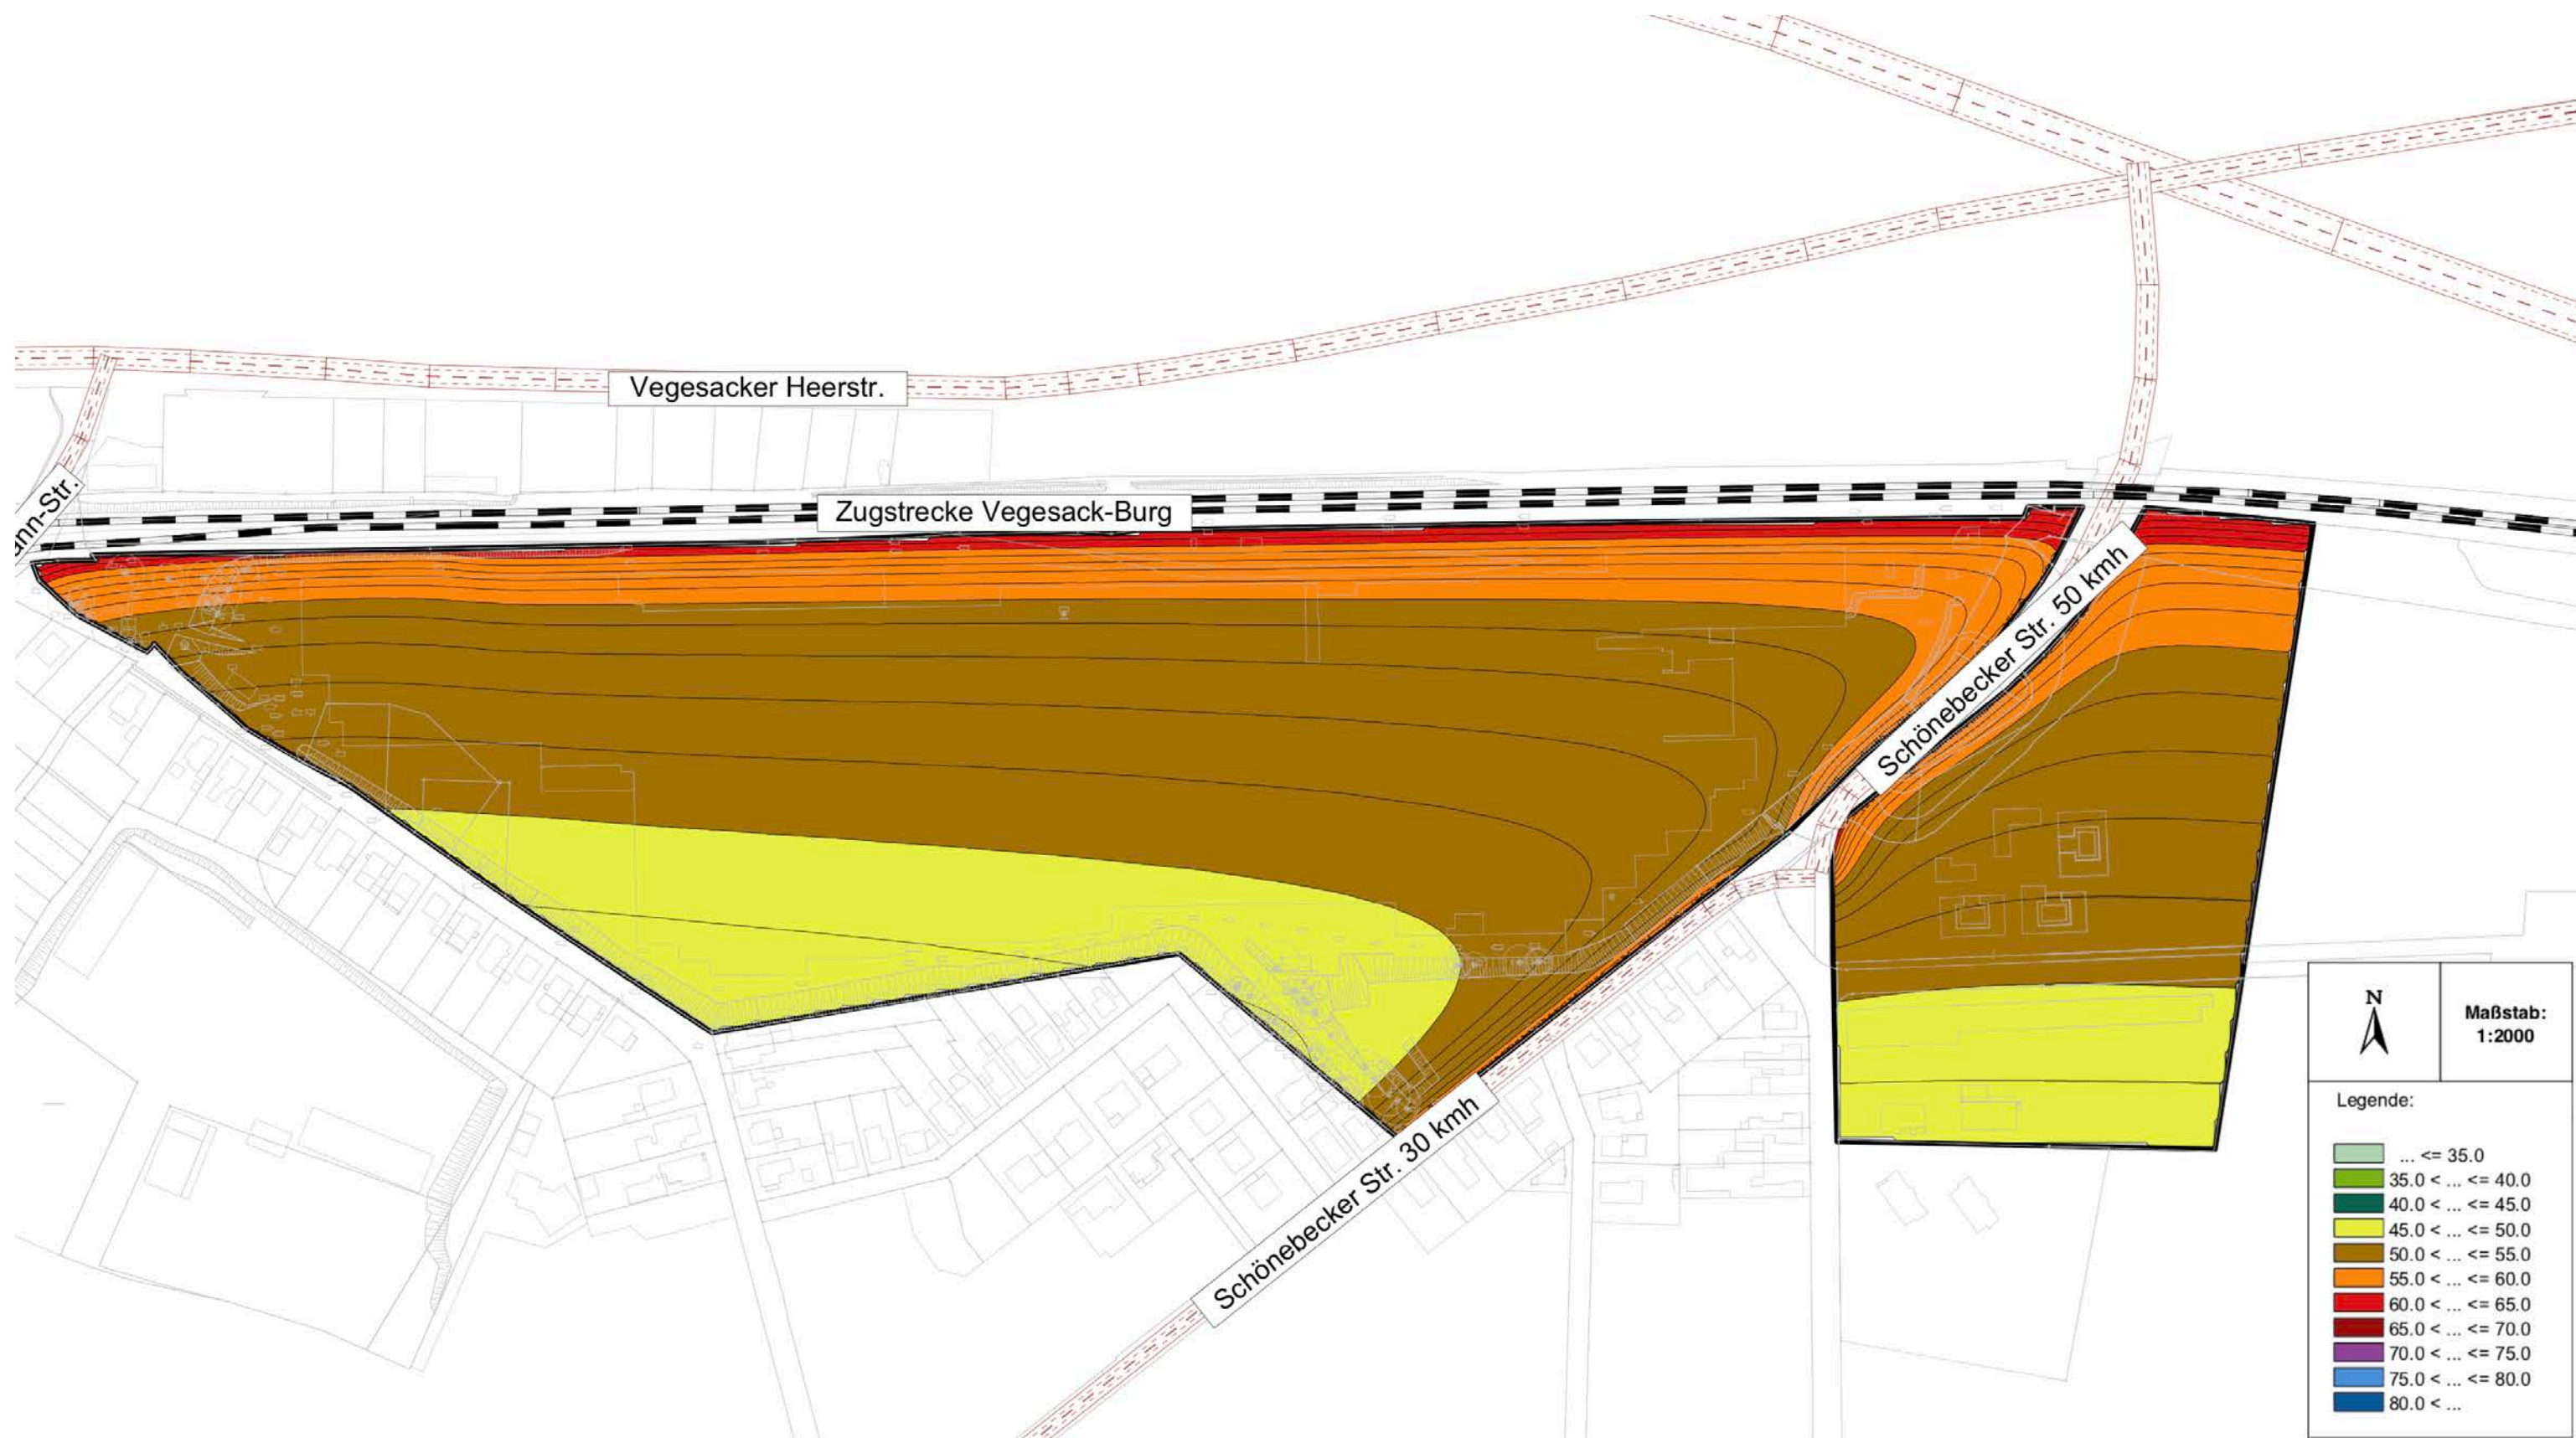 Vegesacker Heerstr.
ann-Str.
Zugstrecke Vegesack-Burg
Schönebecker Str. 50 kmh
Schönebecker Str. 30 kmh
N
Maßstab:
1:2000
Legende:
... <= 35.0
35.0 < ... <= 40.0
40.0 < ... <= 45.0
45.0 < ... <= 50.0
50.0 < ... <= 55.0
55.0 < ... <= 60.0
60.0 < ... <= 65.0
65.0 < ... <= 70.0
70.0 < ... <= 75.0
75.0 < ... <= 80.0
80.0 < ...